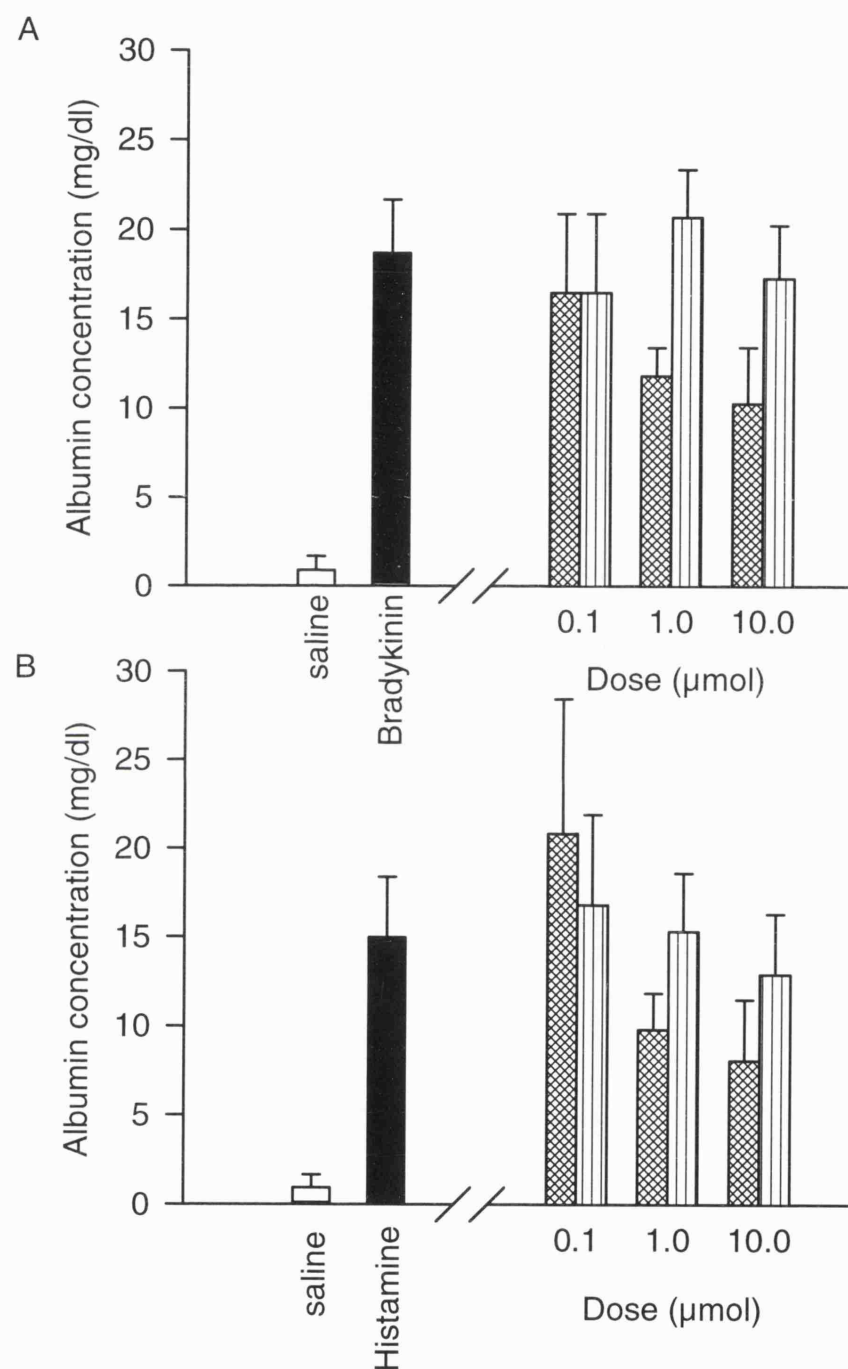 A
Albumin concentration (mg/dl)
30
25
20
15
10
5
0
saline
Bradykinin
0.1 1.0 10.0
Dose (µmol)
B
Albumin concentration (mg/dl)
30
25
20
15
10
5
0
saline
Histamine
0.1 1.0 10.0
Dose (µmol)